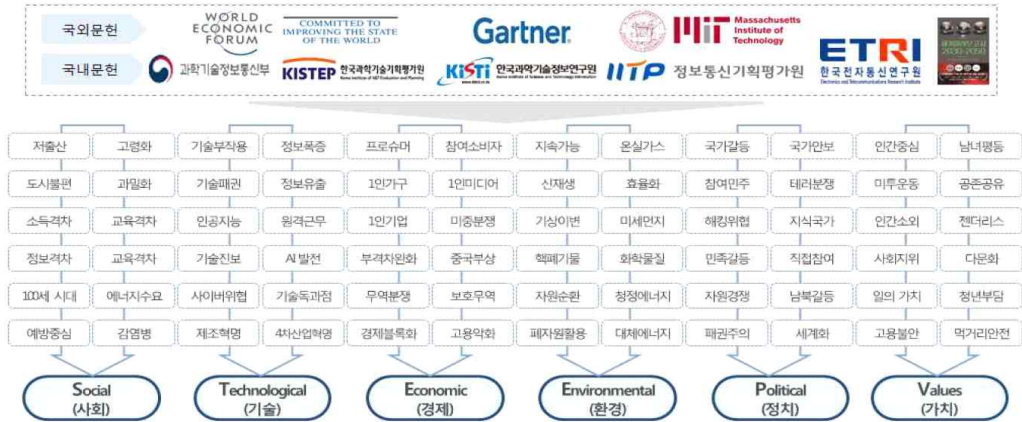 국외문헌
WORLD
ECONOMIC
FORUM
COMMITTED TO
IMPROVING THE STATE
OF THE WORLD
Gartner
MIT
Massachusetts
Institute of
Technology
국내문헌
과학기술정보통신부
KISTEP 한국과학기술기획평가원
KiSTi 한국과학기술정보연구원
IITP 정보통신기획평가원
ETRI
한국전자통신연구원
Electronics and Telecommunications Research Institute
저출산 고령화 기술부작용 정보폭증 프로슈머 참여소비자 지속가능 온실가스 국가갈등 국가안보 인간중심 남녀평등
도시불편 과밀화 기술패권 정보유출 1인가구 1인미디어 신재생 효율화 참여민주 테러분쟁 미투운동 공존공유
소득격차 교육격차 인공지능 원격근무 1인기업 미중분쟁 기상이변 미세먼지 해킹위협 지식국가 인간소외 젠더리스
정보격차 교육격차 기술진보 AI 발전 부격차완화 중국부상 핵폐기물 화학물질 민족갈등 직접참여 사회지위 다문화
100세 시대 에너지수요 사이버위협 기술독과점 무역분쟁 보호무역 자원순환 청정에너지 자원경쟁 남북갈등 일의 가치 청년부담
예방중심 감염병 제조혁명 4차산업혁명 경제블록화 고용악화 폐자원활용 대체에너지 패권주의 세계화 고용불안 먹거리안전
Social Technological Economic Environmental Political Values
(사회) (기술) (경제) (환경) (정치) (가치)